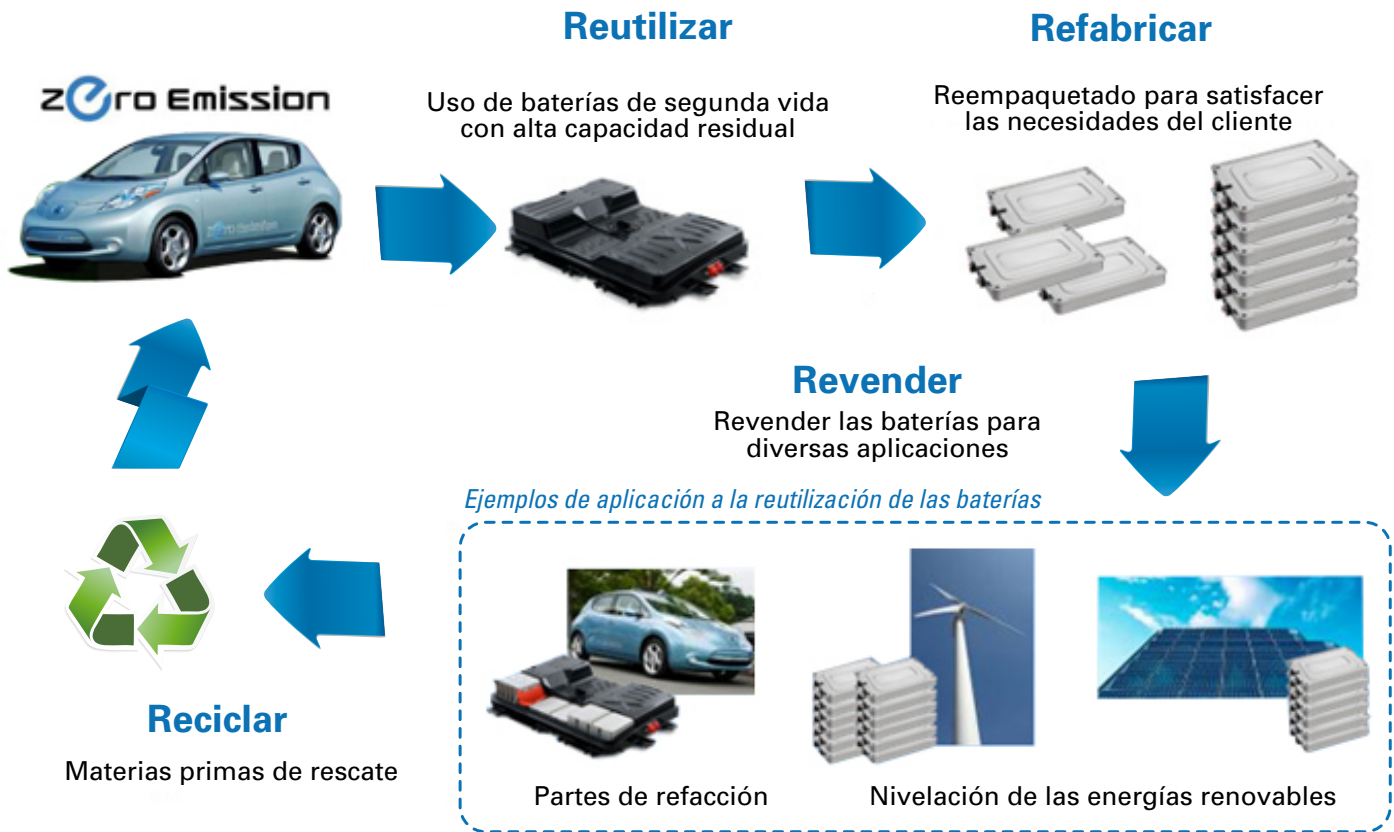 Reutilizar
Refabricar
zero Emission
Uso de baterías de segunda vida
con alta capacidad residual
Reempaquetado para satisfacer
las necesidades del cliente
zero Emission
Revender
Revender las baterías para
diversas aplicaciones
Ejemplos de aplicación a la reutilización de las baterías
Reciclar
Materias primas de rescate
Partes de refacción
Nivelación de las energías renovables